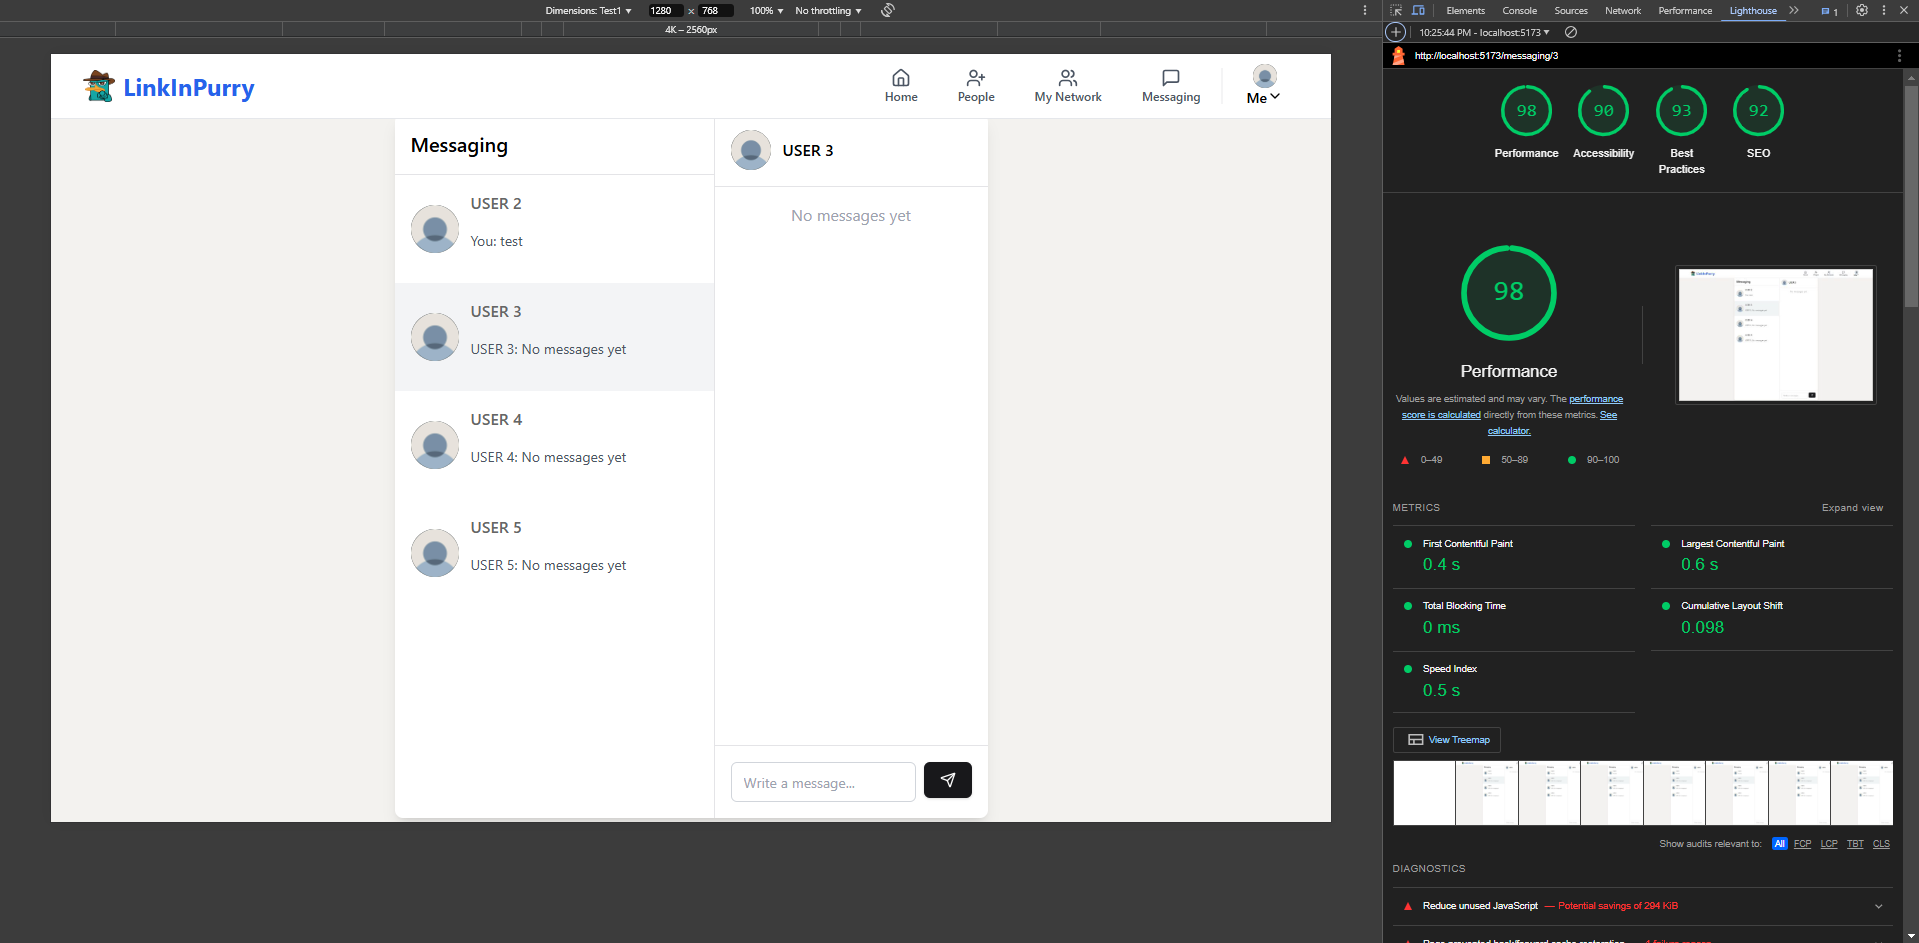 Dimensions: Test1 ▼ 1280 × 768 100% ▼ No throttling ▼
4K – 2560px
LinkInPurry
Home
People
My Network
Messaging
Me
Messaging
USER 2
You: test
USER 3
USER 3: No messages yet
USER 4
USER 4: No messages yet
USER 5
USER 5: No messages yet
USER 3
No messages yet
Write a message...
Elements Console Sources Network Performance Lighthouse 1
10:25:44 PM - localhost:5173 ▼
http://localhost:5173/messaging/3
98 90 93 92
Performance Accessibility Best Practices SEO
98
Performance
Values are estimated and may vary. The performance
score is calculated directly from these metrics. See
calculator.
0–49 50–89 90–100
METRICS Expand view
First Contentful Paint
0.4 s
Largest Contentful Paint
0.6 s
Total Blocking Time
0 ms
Cumulative Layout Shift
0.098
Speed Index
0.5 s
View Treemap
Show audits relevant to: All FCP LCP TBT CLS
DIAGNOSTICS
Reduce unused JavaScript — Potential savings of 294 KiB